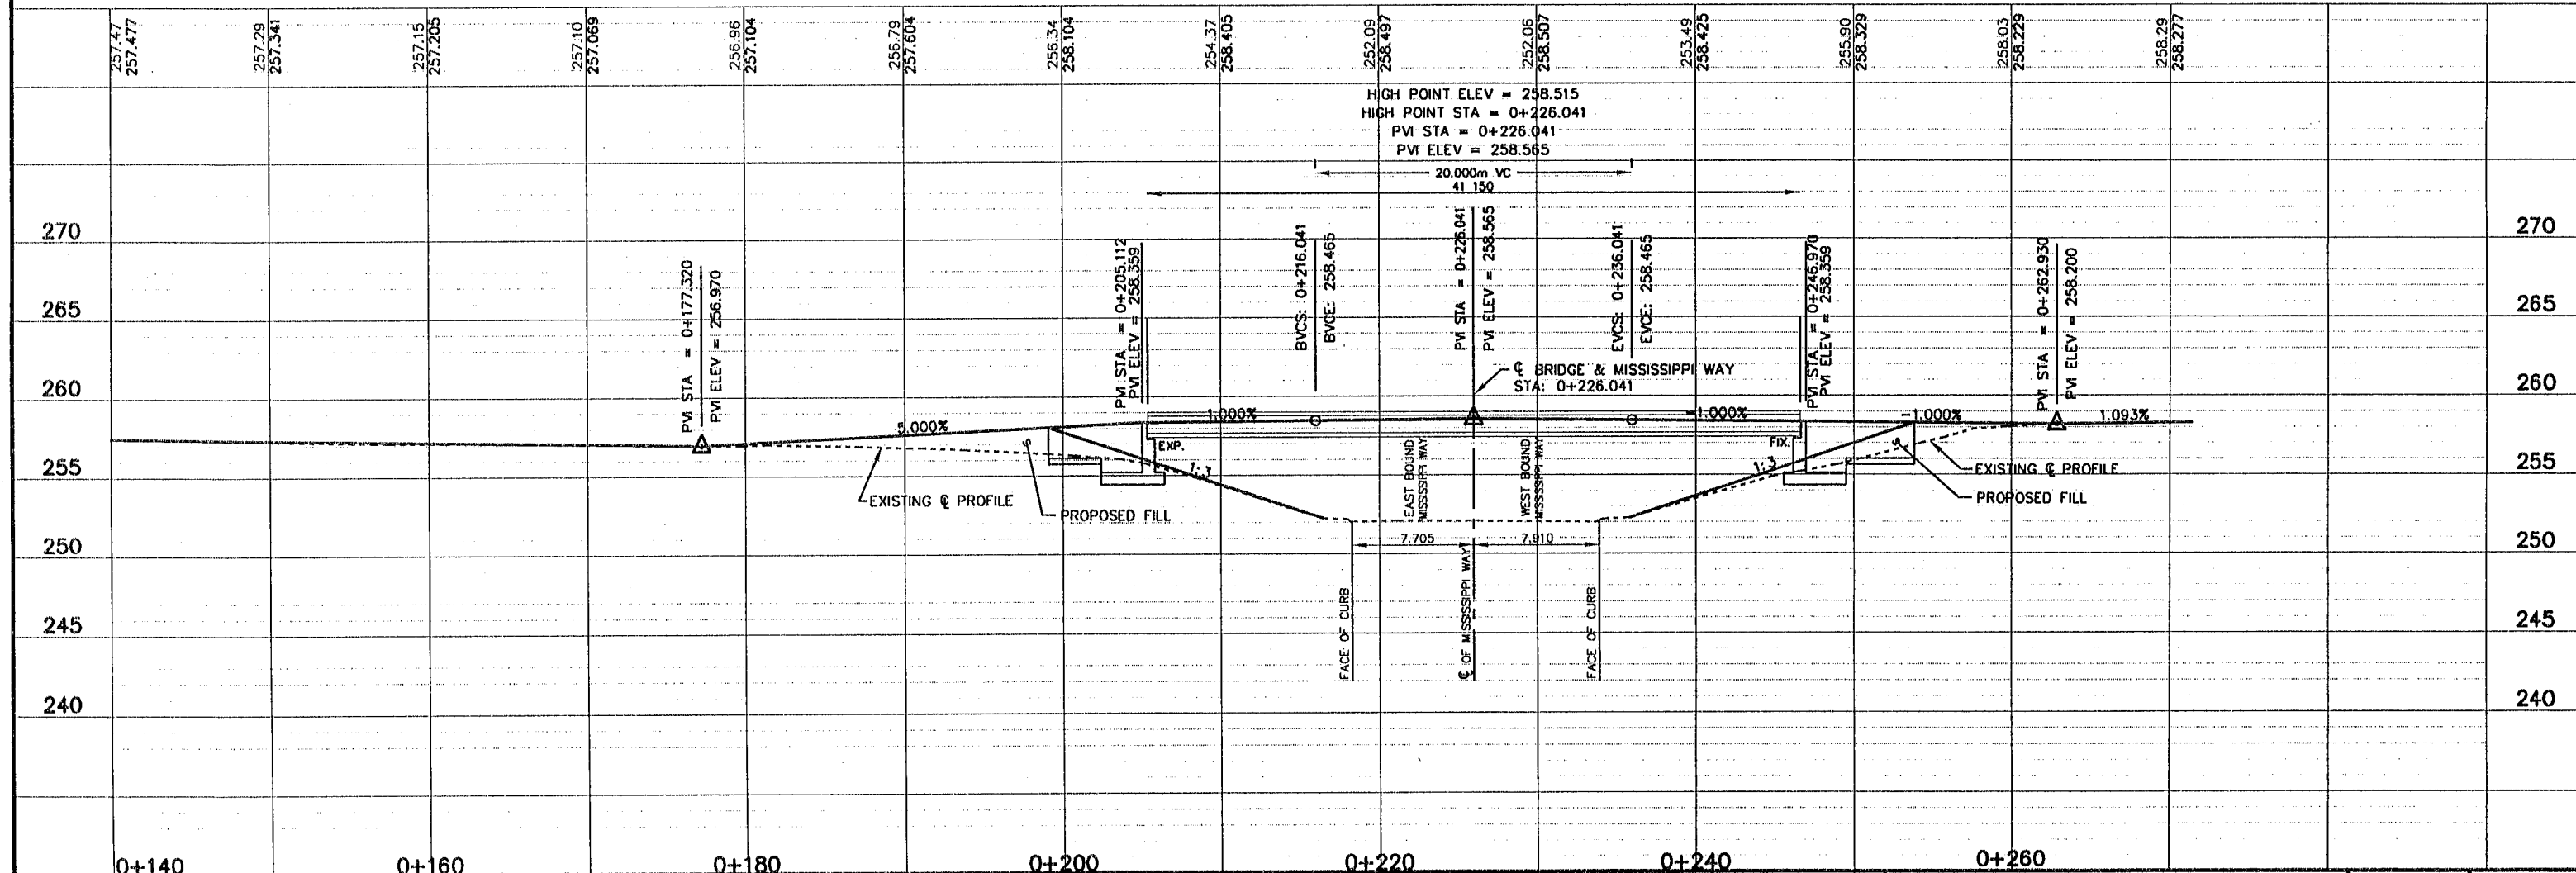 257.47
257.477
257.29
257.341
257.15
257.205
257.10
257.069
256.96
257.104
256.79
257.604
256.34
258.104
254.37
258.405
252.09
258.497
252.06
258.507
253.49
258.425
255.90
258.329
258.03
258.229
258.29
258.277
HIGH POINT ELEV = 258.515
HIGH POINT STA = 0+226.041
PVI STA = 0+226.041
PVI ELEV = 258.565
20.000m VC
41 150
PVI STA = 0+177.320
PVI ELEV = 256.970
PVI STA = 0+205.112
PVI ELEV = 258.359
BVCS: 0+216.041
BVCE: 258.465
PVI STA = 0+226.041
PVI ELEV = 258.565
EVCS: 0+236.041
EVCE: 258.465
PVI STA = 0+246.970
PVI ELEV = 258.359
PVI STA = 0+262.930
PVI ELEV = 258.200
270
270
265
265
260
260
255
255
250
250
245
245
240
240
℄ BRIDGE & MISSISSIPPI WAY
STA: 0+226.041
5.000%
1.000%
-1.000%
-1.000%
1.093%
EXP.
FIX.
1:3
1:3
EAST BOUND
MISSISSIPPI WAY
WEST BOUND
MISSISSIPPI WAY
EXISTING ℄ PROFILE
PROPOSED FILL
EXISTING ℄ PROFILE
PROPOSED FILL
7.705
7.910
FACE OF CURB
℄ OF MISSISSIPPI WAY
FACE OF CURB
0+140
0+160
0+180
0+200
0+220
0+240
0+260